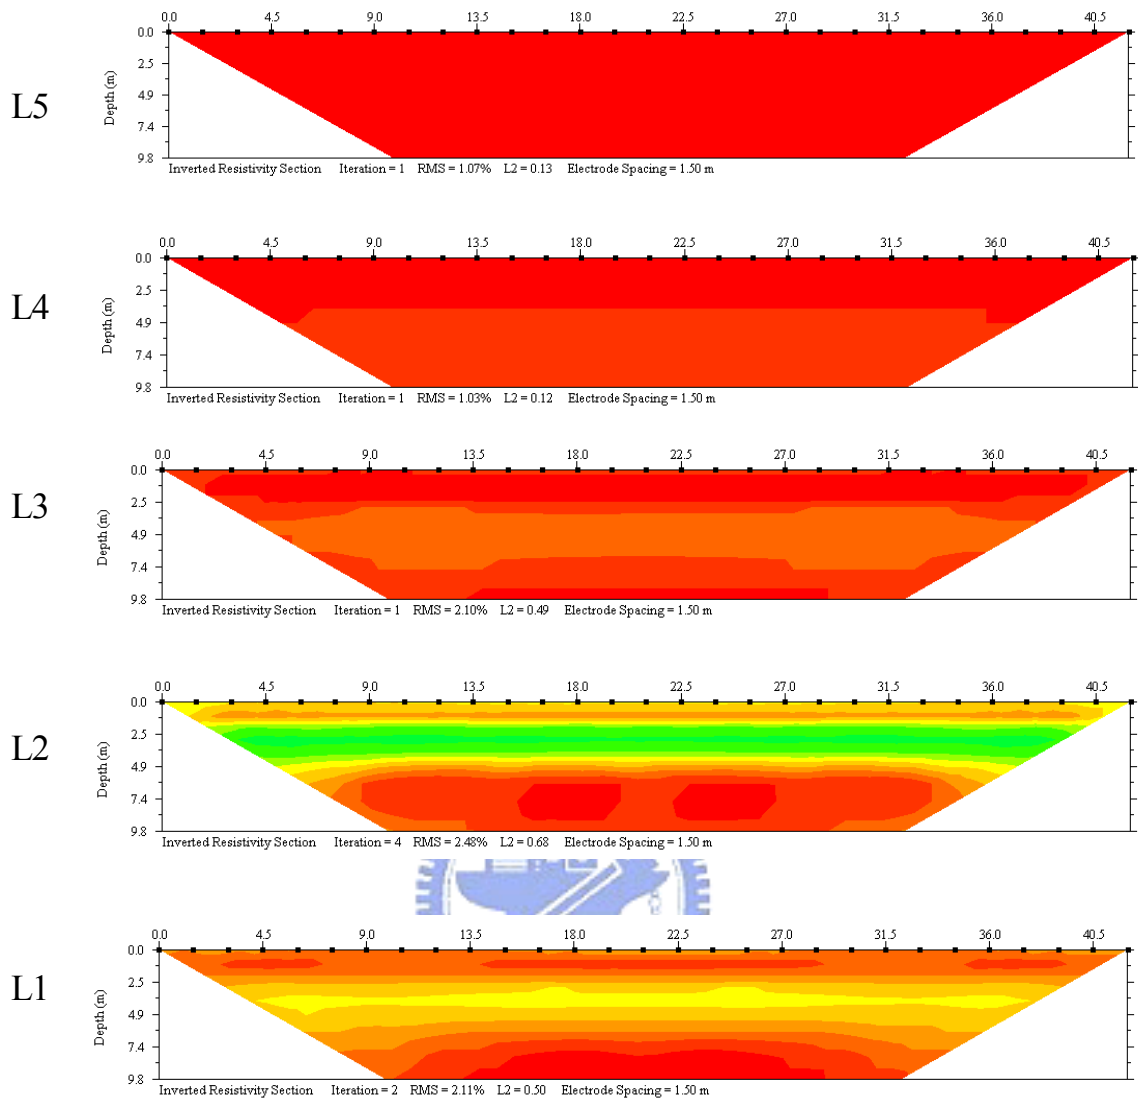 0.0 4.5 9.0 13.5 18.0 22.5 27.0 31.5 36.0 40.5
0.0
2.5
4.9
7.4
9.8
Depth (m)
L5
Inverted Resistivity Section Iteration = 1 RMS = 1.07% L2 = 0.13 Electrode Spacing = 1.50 m
0.0 4.5 9.0 13.5 18.0 22.5 27.0 31.5 36.0 40.5
0.0
2.5
4.9
7.4
9.8
Depth (m)
L4
Inverted Resistivity Section Iteration = 1 RMS = 1.03% L2 = 0.12 Electrode Spacing = 1.50 m
0.0 4.5 9.0 13.5 18.0 22.5 27.0 31.5 36.0 40.5
0.0
2.5
4.9
7.4
9.8
Depth (m)
L3
Inverted Resistivity Section Iteration = 1 RMS = 2.10% L2 = 0.49 Electrode Spacing = 1.50 m
0.0 4.5 9.0 13.5 18.0 22.5 27.0 31.5 36.0 40.5
0.0
2.5
4.9
7.4
9.8
Depth (m)
L2
Inverted Resistivity Section Iteration = 4 RMS = 2.48% L2 = 0.68 Electrode Spacing = 1.50 m
0.0 4.5 9.0 13.5 18.0 22.5 27.0 31.5 36.0 40.5
0.0
2.5
4.9
7.4
9.8
Depth (m)
L1
Inverted Resistivity Section Iteration = 2 RMS = 2.11% L2 = 0.50 Electrode Spacing = 1.50 m